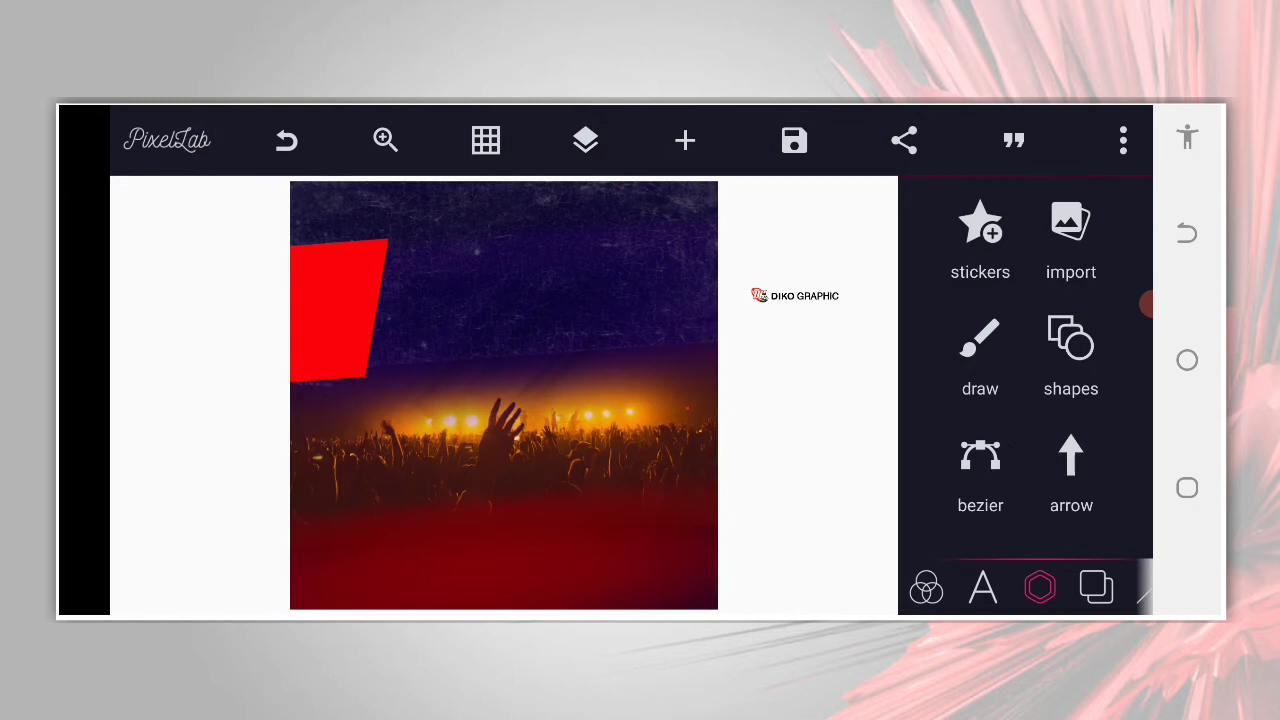 PixelLab
DIKO GRAPHIC
stickers
import
draw
shapes
bezier
arrow